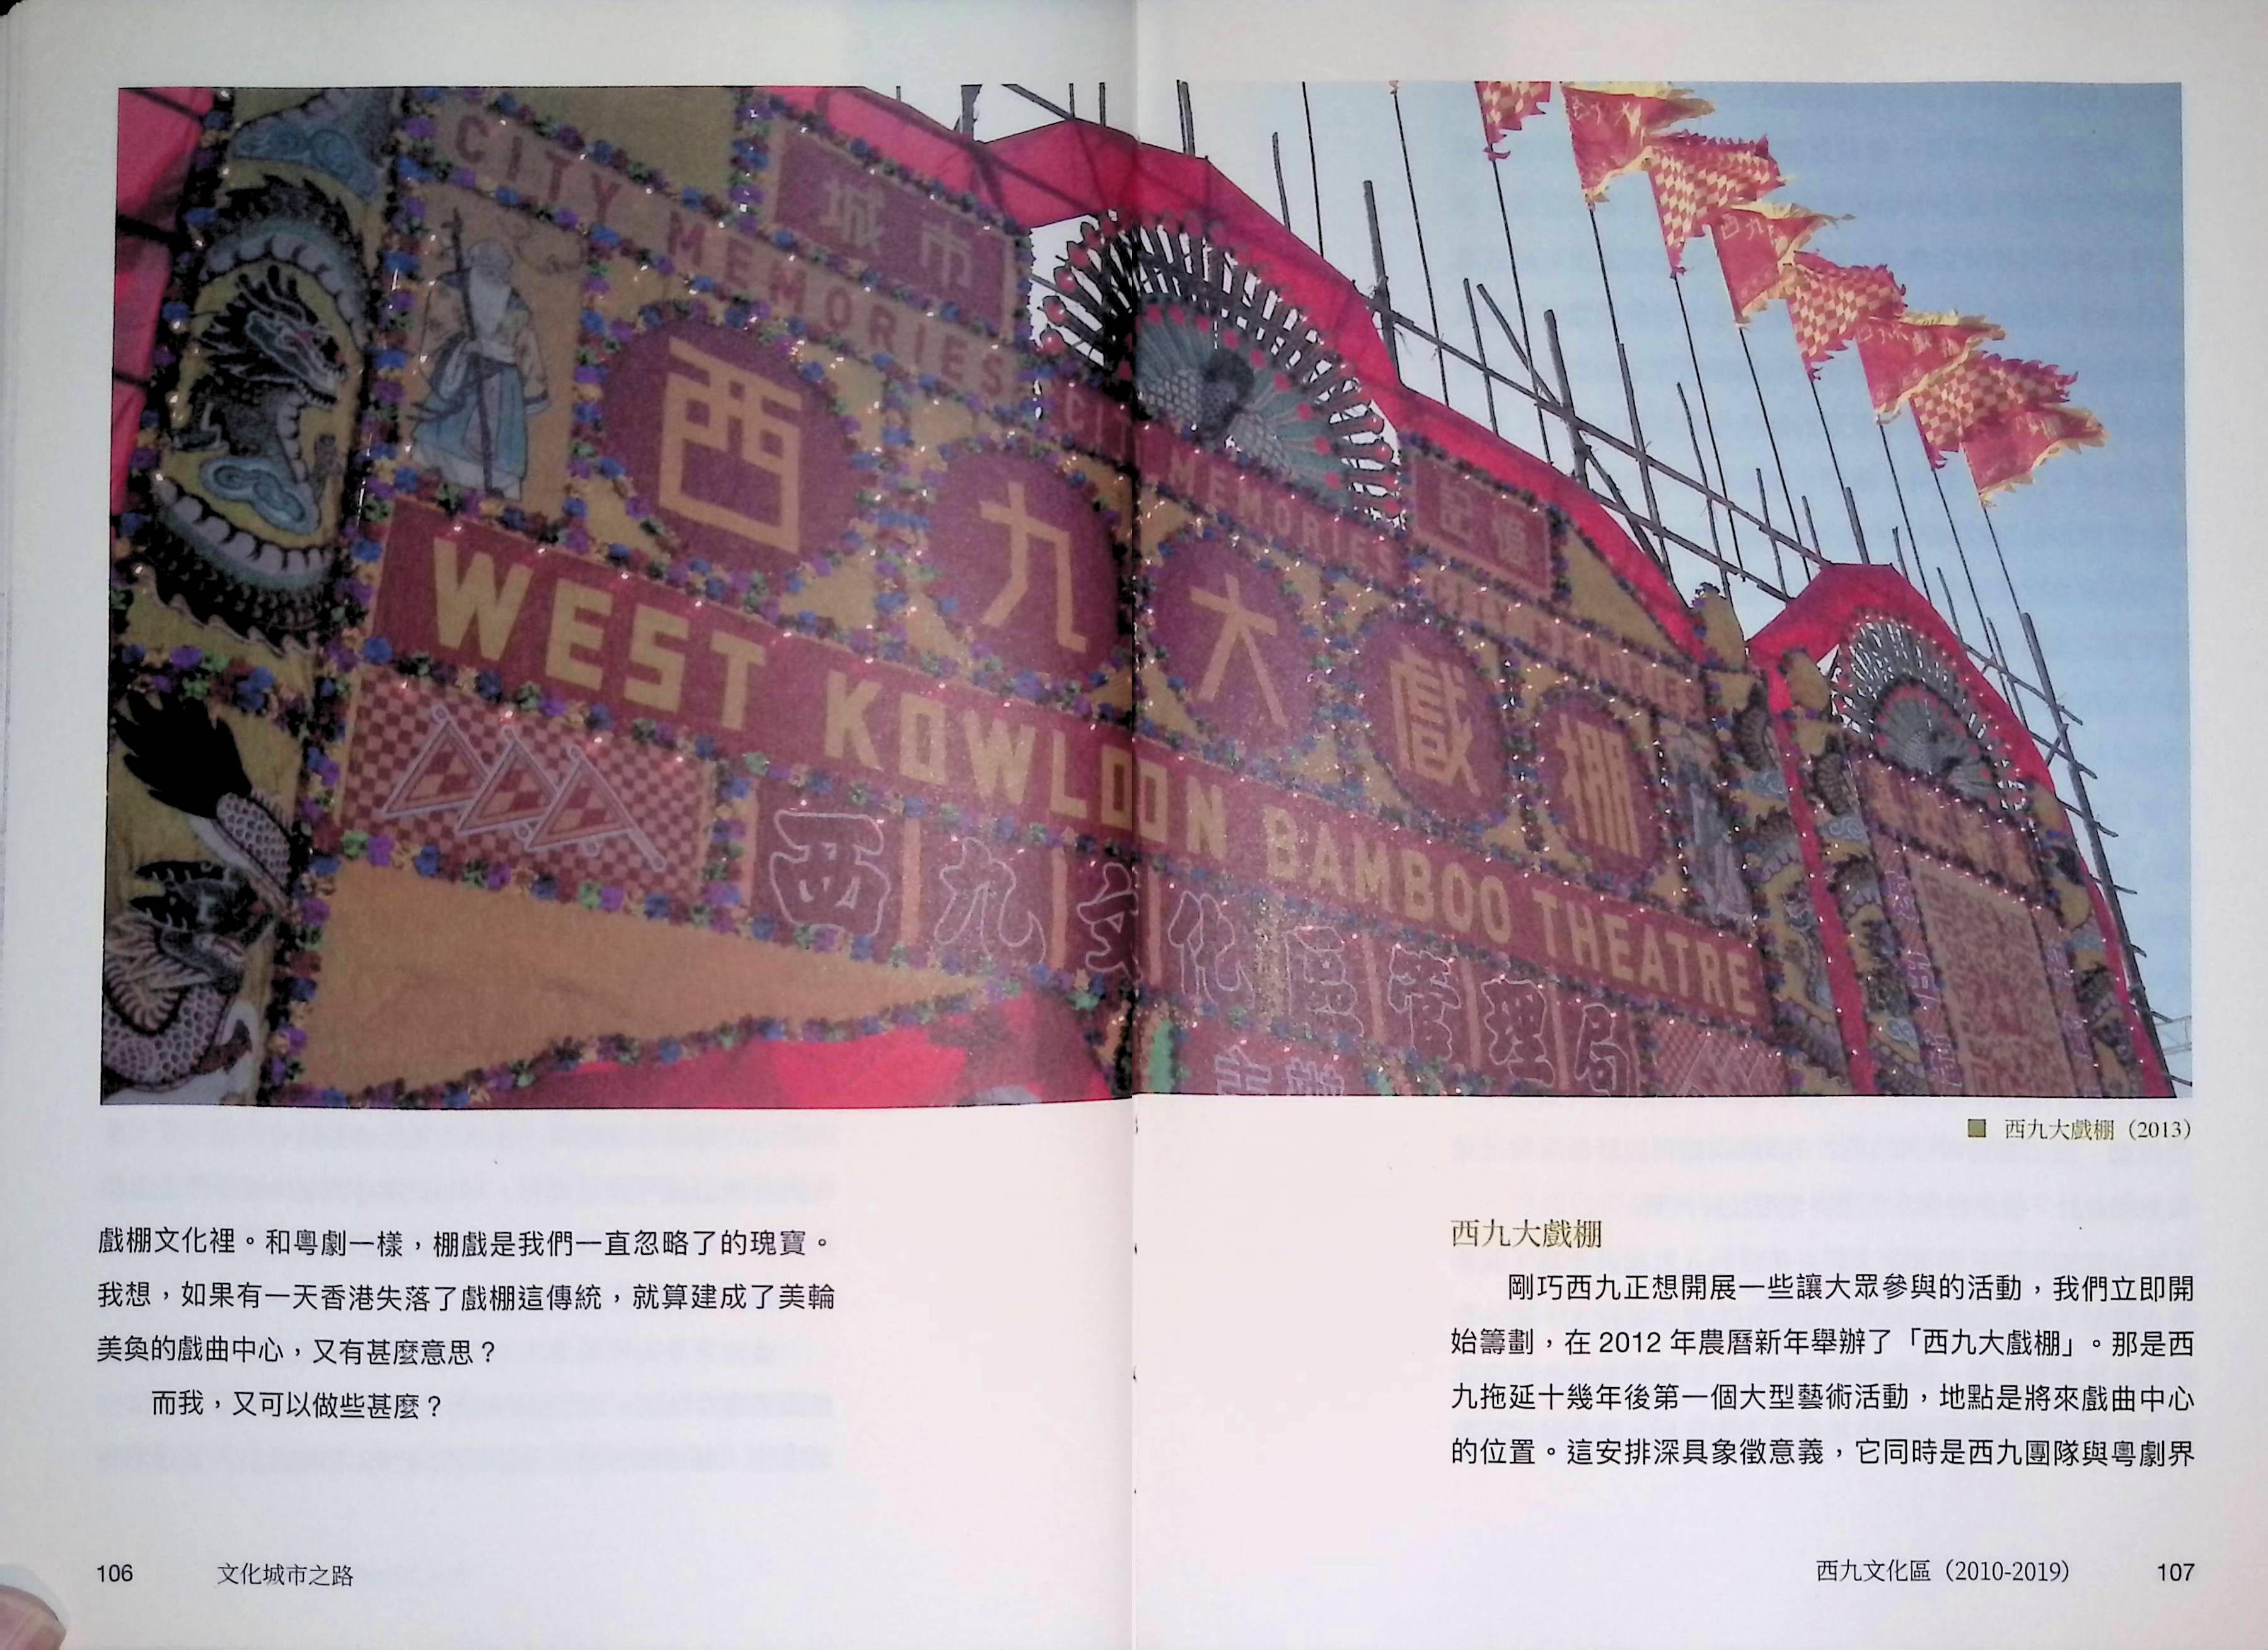 CITY MEMORIES
城市
CITY MEMORIES
記憶
CITY MEMORIES
西九大戲棚
WEST KOWLOON BAMBOO THEATRE
西九文化區管理局
西九
■ 西九大戲棚（2013）
戲棚文化裡。和粵劇一樣，棚戲是我們一直忽略了的瑰寶。
我想，如果有一天香港失落了戲棚這傳統，就算建成了美輪
美奐的戲曲中心，又有甚麼意思？
而我，又可以做些甚麼？
106 文化城市之路
西九大戲棚
剛巧西九正想開展一些讓大眾參與的活動，我們立即開
始籌劃，在 2012 年農曆新年舉辦了「西九大戲棚」。那是西
九拖延十幾年後第一個大型藝術活動，地點是將來戲曲中心
的位置。這安排深具象徵意義，它同時是西九團隊與粵劇界
西九文化區（2010-2019） 107